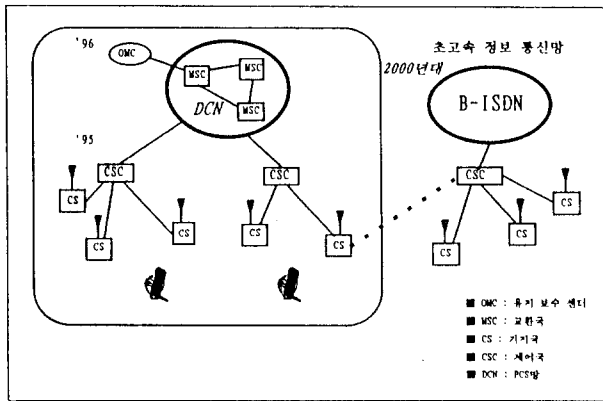 '96
OMC
MSC
MSC
MSC
DCN
'95
CSC
CS
CS
CS
CSC
CS
CS
초고속 정보 통신망
2000년대
B-ISDN
CSC
CS
CS
CS
■ OMC : 유지 보수 센터
■ MSC : 교환국
■ CS : 기지국
■ CSC : 제어국
■ DCN : PCS망